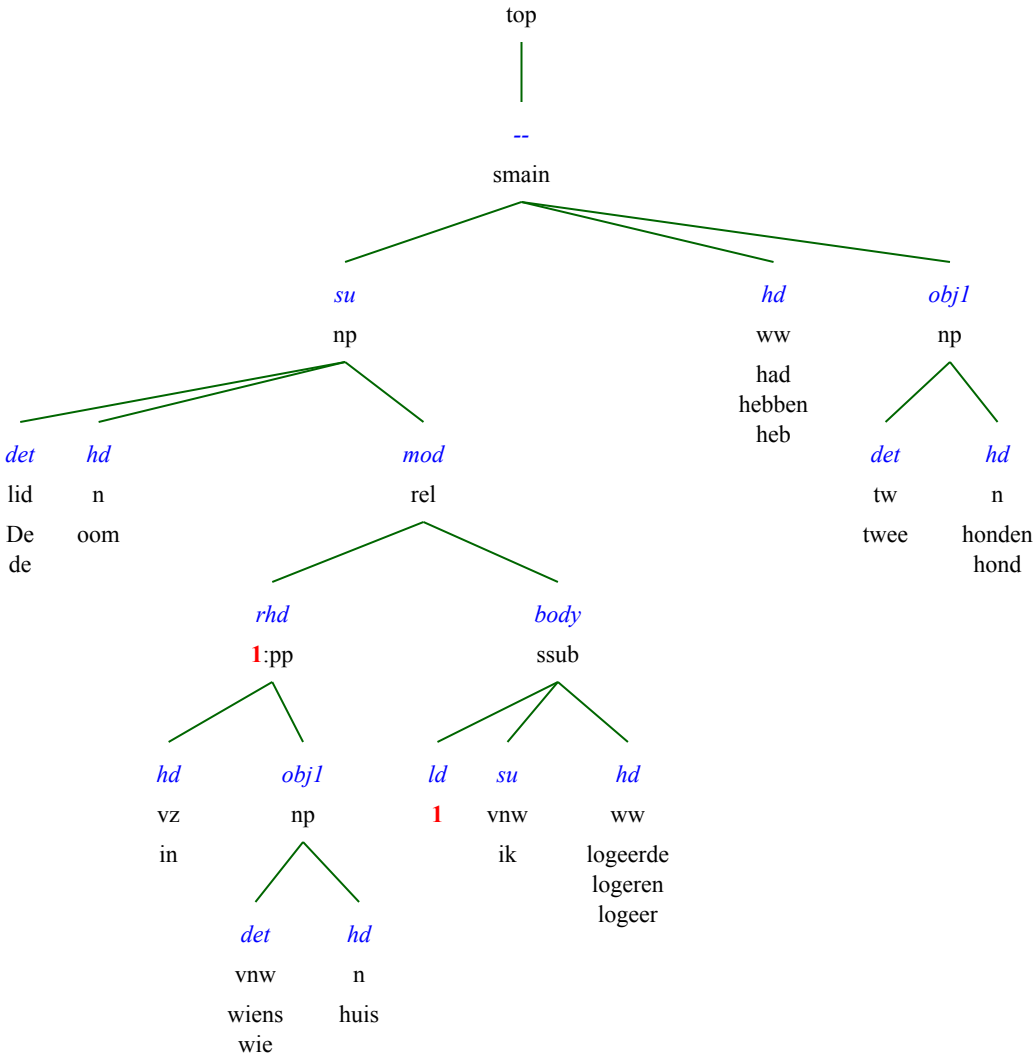 top
--
smain
su hd obj1
np ww np
had
hebben
heb
det hd mod det hd
lid n rel tw n
De oom twee honden
de hond
rhd body
1:pp ssub
hd obj1 ld su hd
vz np 1 vnw ww
in ik logeerde
logeren
logeer
det hd
vnw n
wiens huis
wie